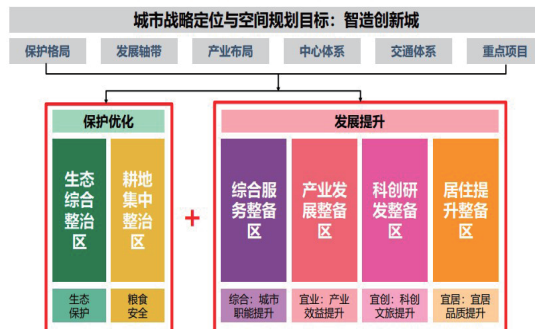 城市战略定位与空间规划目标：智造创新城
保护格局 发展轴带 产业布局 中心体系 交通体系 重点项目
保护优化
生态
综合
整治
区
耕地
集中
整治
区
生态
保护
粮食
安全
+
发展提升
综合服
务整备
区
产业发
展整备
区
科创研
发整备
区
居住提
升整备
区
综合：城市
职能提升
宜业：产业
效益提升
宜创：科创
文旅提升
宜居：宜居
品质提升